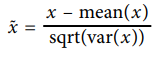 x̃ = (x − mean(x)) / sqrt(var(x))